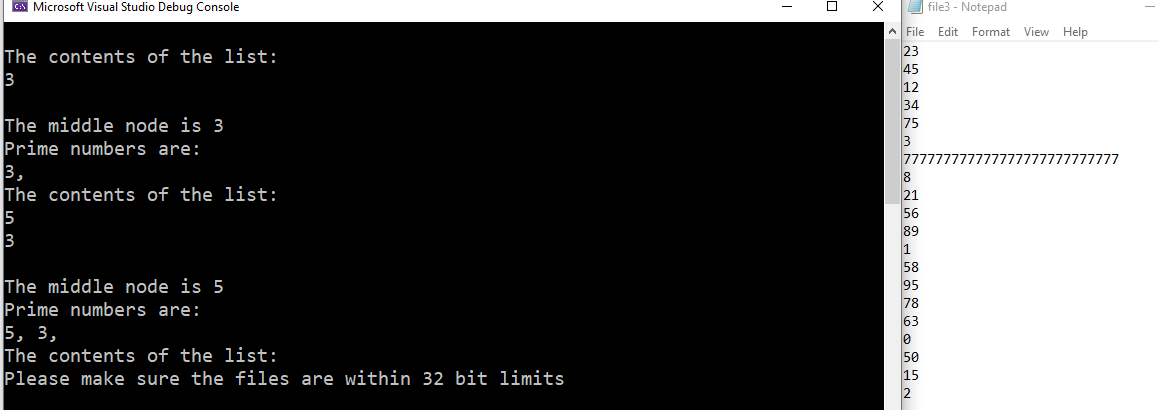 Microsoft Visual Studio Debug Console
The contents of the list:
3
The middle node is 3
Prime numbers are:
3,
The contents of the list:
5
3
The middle node is 5
Prime numbers are:
5, 3,
The contents of the list:
Please make sure the files are within 32 bit limits
file3 - Notepad
File Edit Format View Help
23
45
12
34
75
3
777777777777777777777777777
8
21
56
89
1
58
95
78
63
0
50
15
2